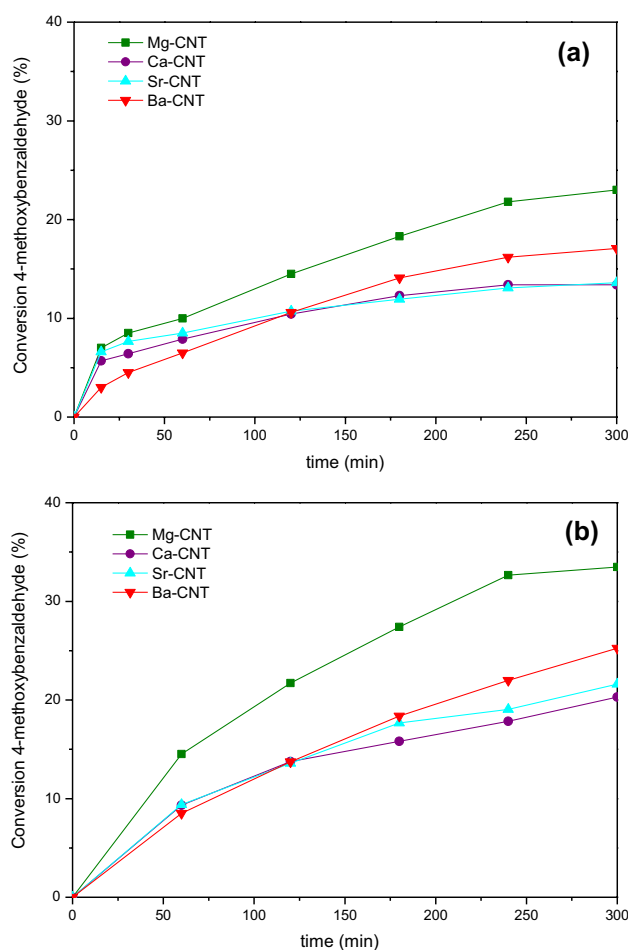 (a)
Mg-CNT
Ca-CNT
Sr-CNT
Ba-CNT
Conversion 4-methoxybenzaldehyde (%)
40
30
20
10
0
0 50 100 150 200 250 300
time (min)
(b)
Mg-CNT
Ca-CNT
Sr-CNT
Ba-CNT
Conversion 4-methoxybenzaldehyde (%)
40
30
20
10
0
0 50 100 150 200 250 300
time (min)